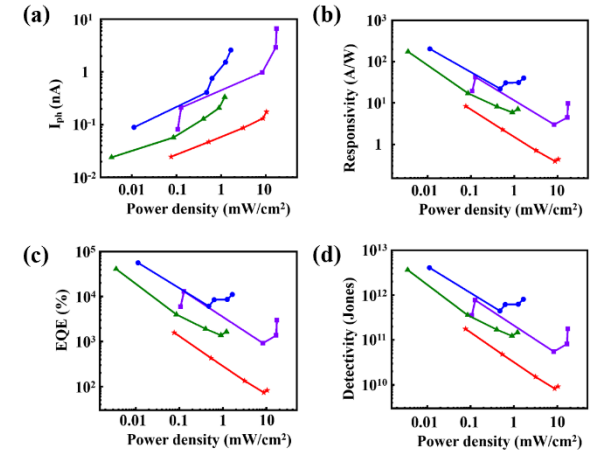 (a)
I_ph (nA)
10
1
10^-1
10^-2
0.01 0.1 1 10
Power density (mW/cm²)
(b)
Responsivity (A/W)
10³
10²
10¹
1
0.01 0.1 1 10
Power density (mW/cm²)
(c)
EQE (%)
10⁵
10⁴
10³
10²
0.01 0.1 1 10
Power density (mW/cm²)
(d)
Detectivity (Jones)
10¹³
10¹²
10¹¹
10¹⁰
0.01 0.1 1 10
Power density (mW/cm²)